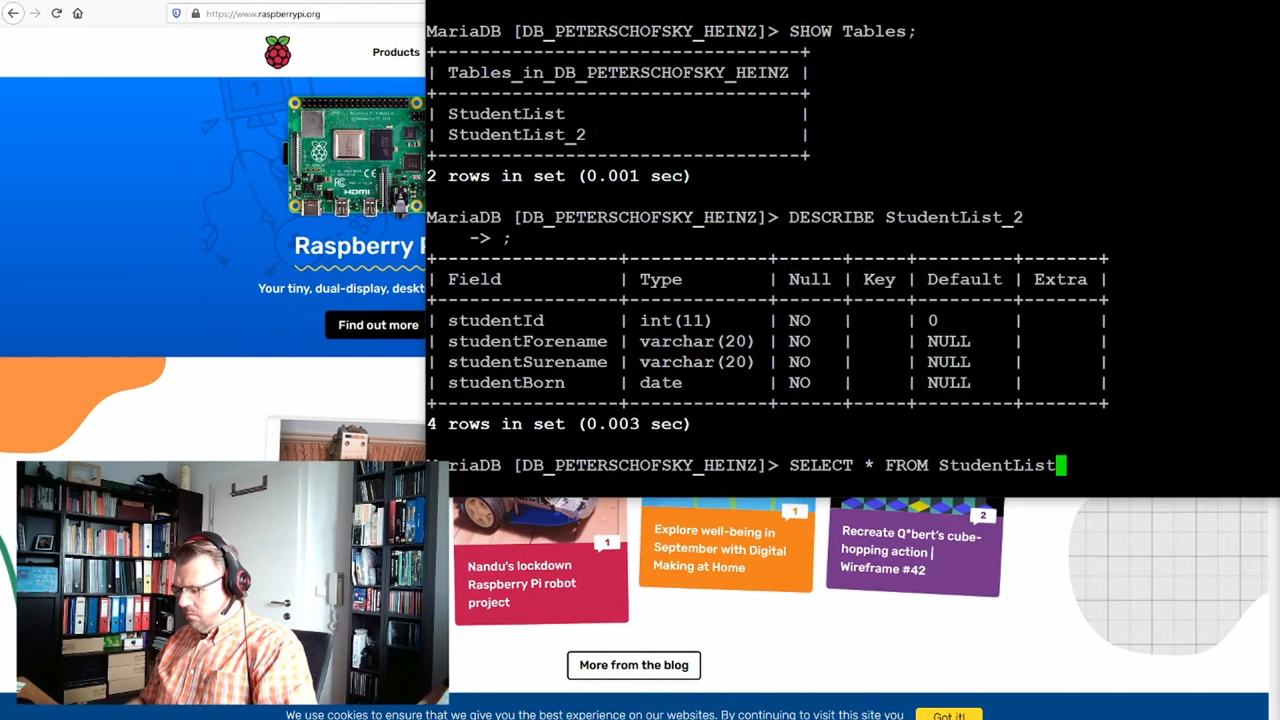 https://www.raspberrypi.org
Products
Raspberry
Your tiny, dual-display, deskt
Find out more
MariaDB [DB_PETERSCHOFSKY_HEINZ]> SHOW Tables;
+-----------------------------------+
| Tables_in_DB_PETERSCHOFSKY_HEINZ |
+-----------------------------------+
| StudentList |
| StudentList_2 |
+-----------------------------------+
2 rows in set (0.001 sec)
MariaDB [DB_PETERSCHOFSKY_HEINZ]> DESCRIBE StudentList_2
-> ;
+------------------+-------------+------+-----+---------+-------+
| Field | Type | Null | Key | Default | Extra |
+------------------+-------------+------+-----+---------+-------+
| studentId | int(11) | NO | | 0 | |
| studentForename | varchar(20) | NO | | NULL | |
| studentSurename | varchar(20) | NO | | NULL | |
| studentBorn | date | NO | | NULL | |
+------------------+-------------+------+-----+---------+-------+
4 rows in set (0.003 sec)
ariaDB [DB_PETERSCHOFSKY_HEINZ]> SELECT * FROM StudentList
1
Nandu's lockdown
Raspberry Pi robot
project
1
Explore well-being in
September with Digital
Making at Home
2
Recreate Q*bert's cube-
hopping action |
Wireframe #42
More from the blog
We use cookies to ensure that we give you the best experience on our websites. By continuing to visit this site you
Got it!